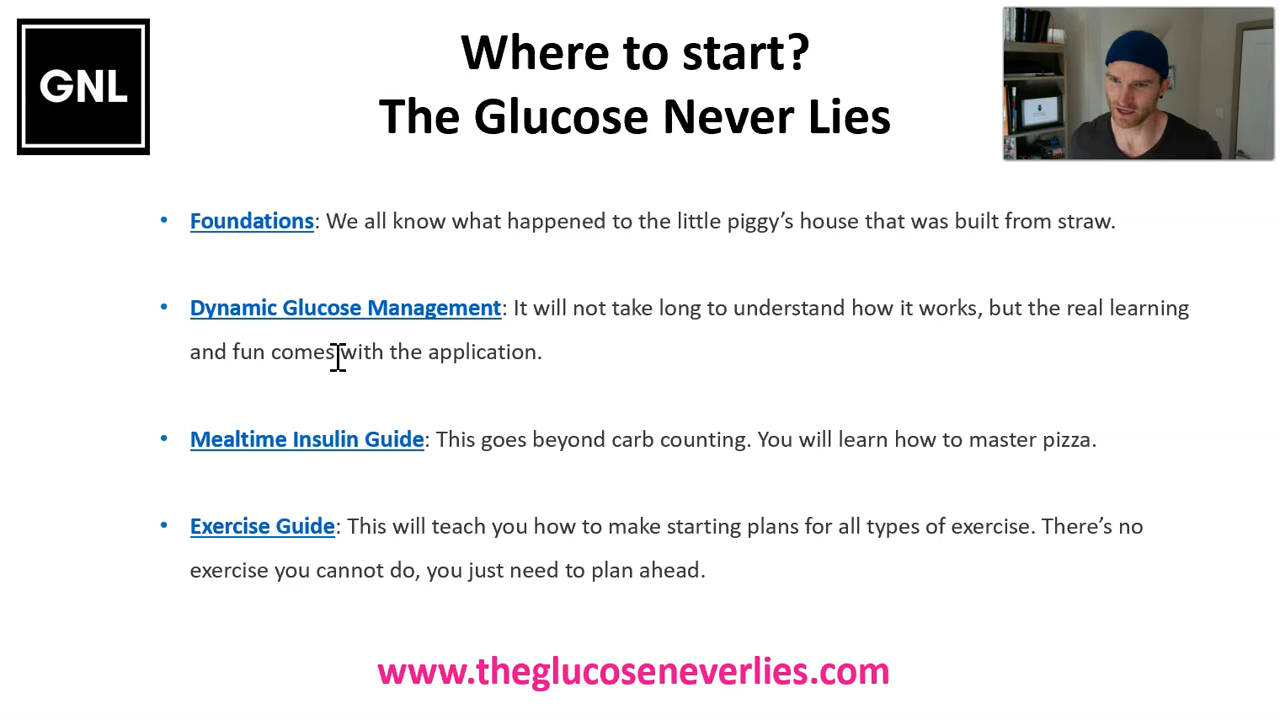 GNL
Where to start?
The Glucose Never Lies
• Foundations: We all know what happened to the little piggy’s house that was built from straw.
• Dynamic Glucose Management: It will not take long to understand how it works, but the real learning
and fun comes with the application.
• Mealtime Insulin Guide: This goes beyond carb counting. You will learn how to master pizza.
• Exercise Guide: This will teach you how to make starting plans for all types of exercise. There’s no
exercise you cannot do, you just need to plan ahead.
www.theglucoseneverlies.com